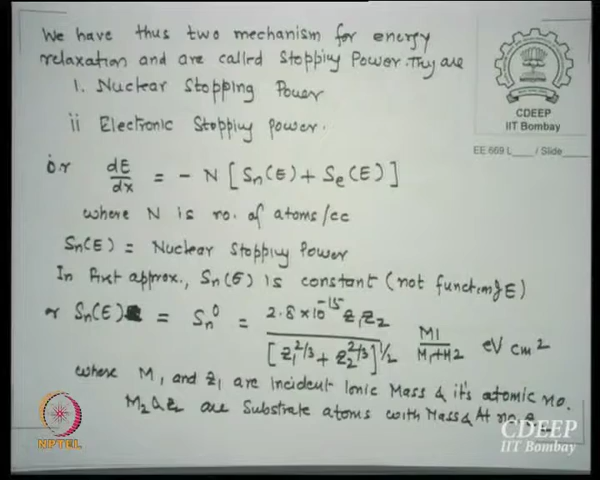 We have thus two mechanism for energy
relaxation and are called Stopping Power. They are
i. Nuclear Stopping Power
ii Electronic Stopping power.
or dE/dx = - N [Sn(E) + Se(E)]
where N is no. of atoms/cc
Sn(E) = Nuclear Stopping Power
In first approx., Sn(E) is constant (not function of E)
or Sn(E) = Sn⁰ = 2.8 × 10⁻¹⁵ Z₁Z₂ / [Z₁^2/3 + Z₂^2/3]^1/2 M1/M1+M2 eV cm²
where M₁ and Z₁ are incident Ionic Mass & it's atomic no.
M2 & Z2 are Substrate atoms with Mass & At no.
CDEEP
IIT Bombay
EE 669 L____ / Slide____
NPTEL
CDEEP
IIT Bombay